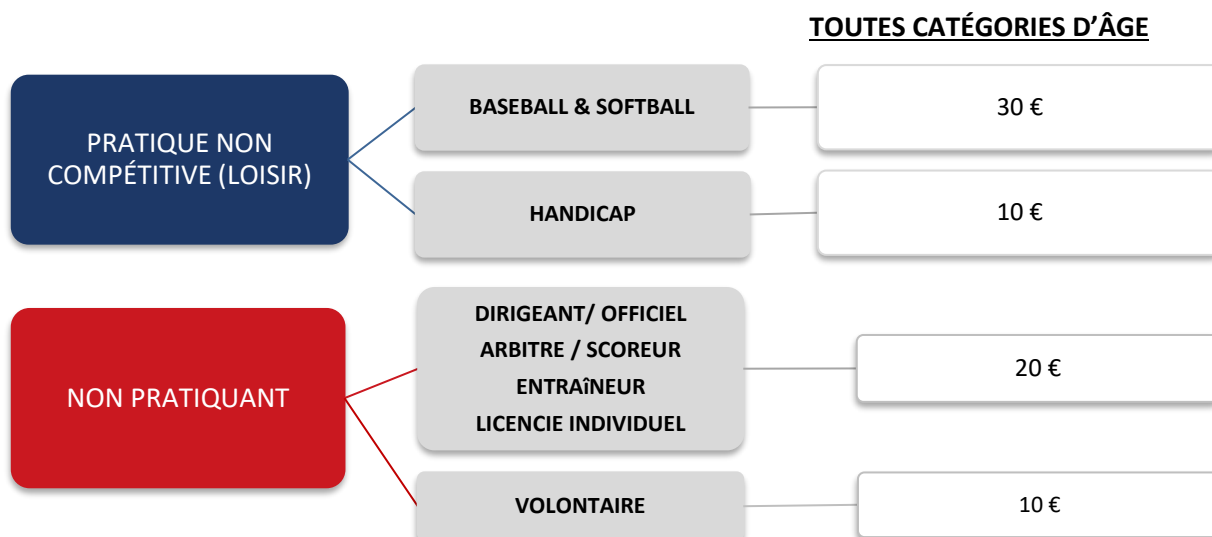 TOUTES CATÉGORIES D'ÂGE
PRATIQUE NON
COMPÉTITIVE (LOISIR)
BASEBALL & SOFTBALL
30 €
HANDICAP
10 €
NON PRATIQUANT
DIRIGEANT/ OFFICIEL
ARBITRE / SCOREUR
ENTRAîNEUR
LICENCIE INDIVIDUEL
20 €
VOLONTAIRE
10 €